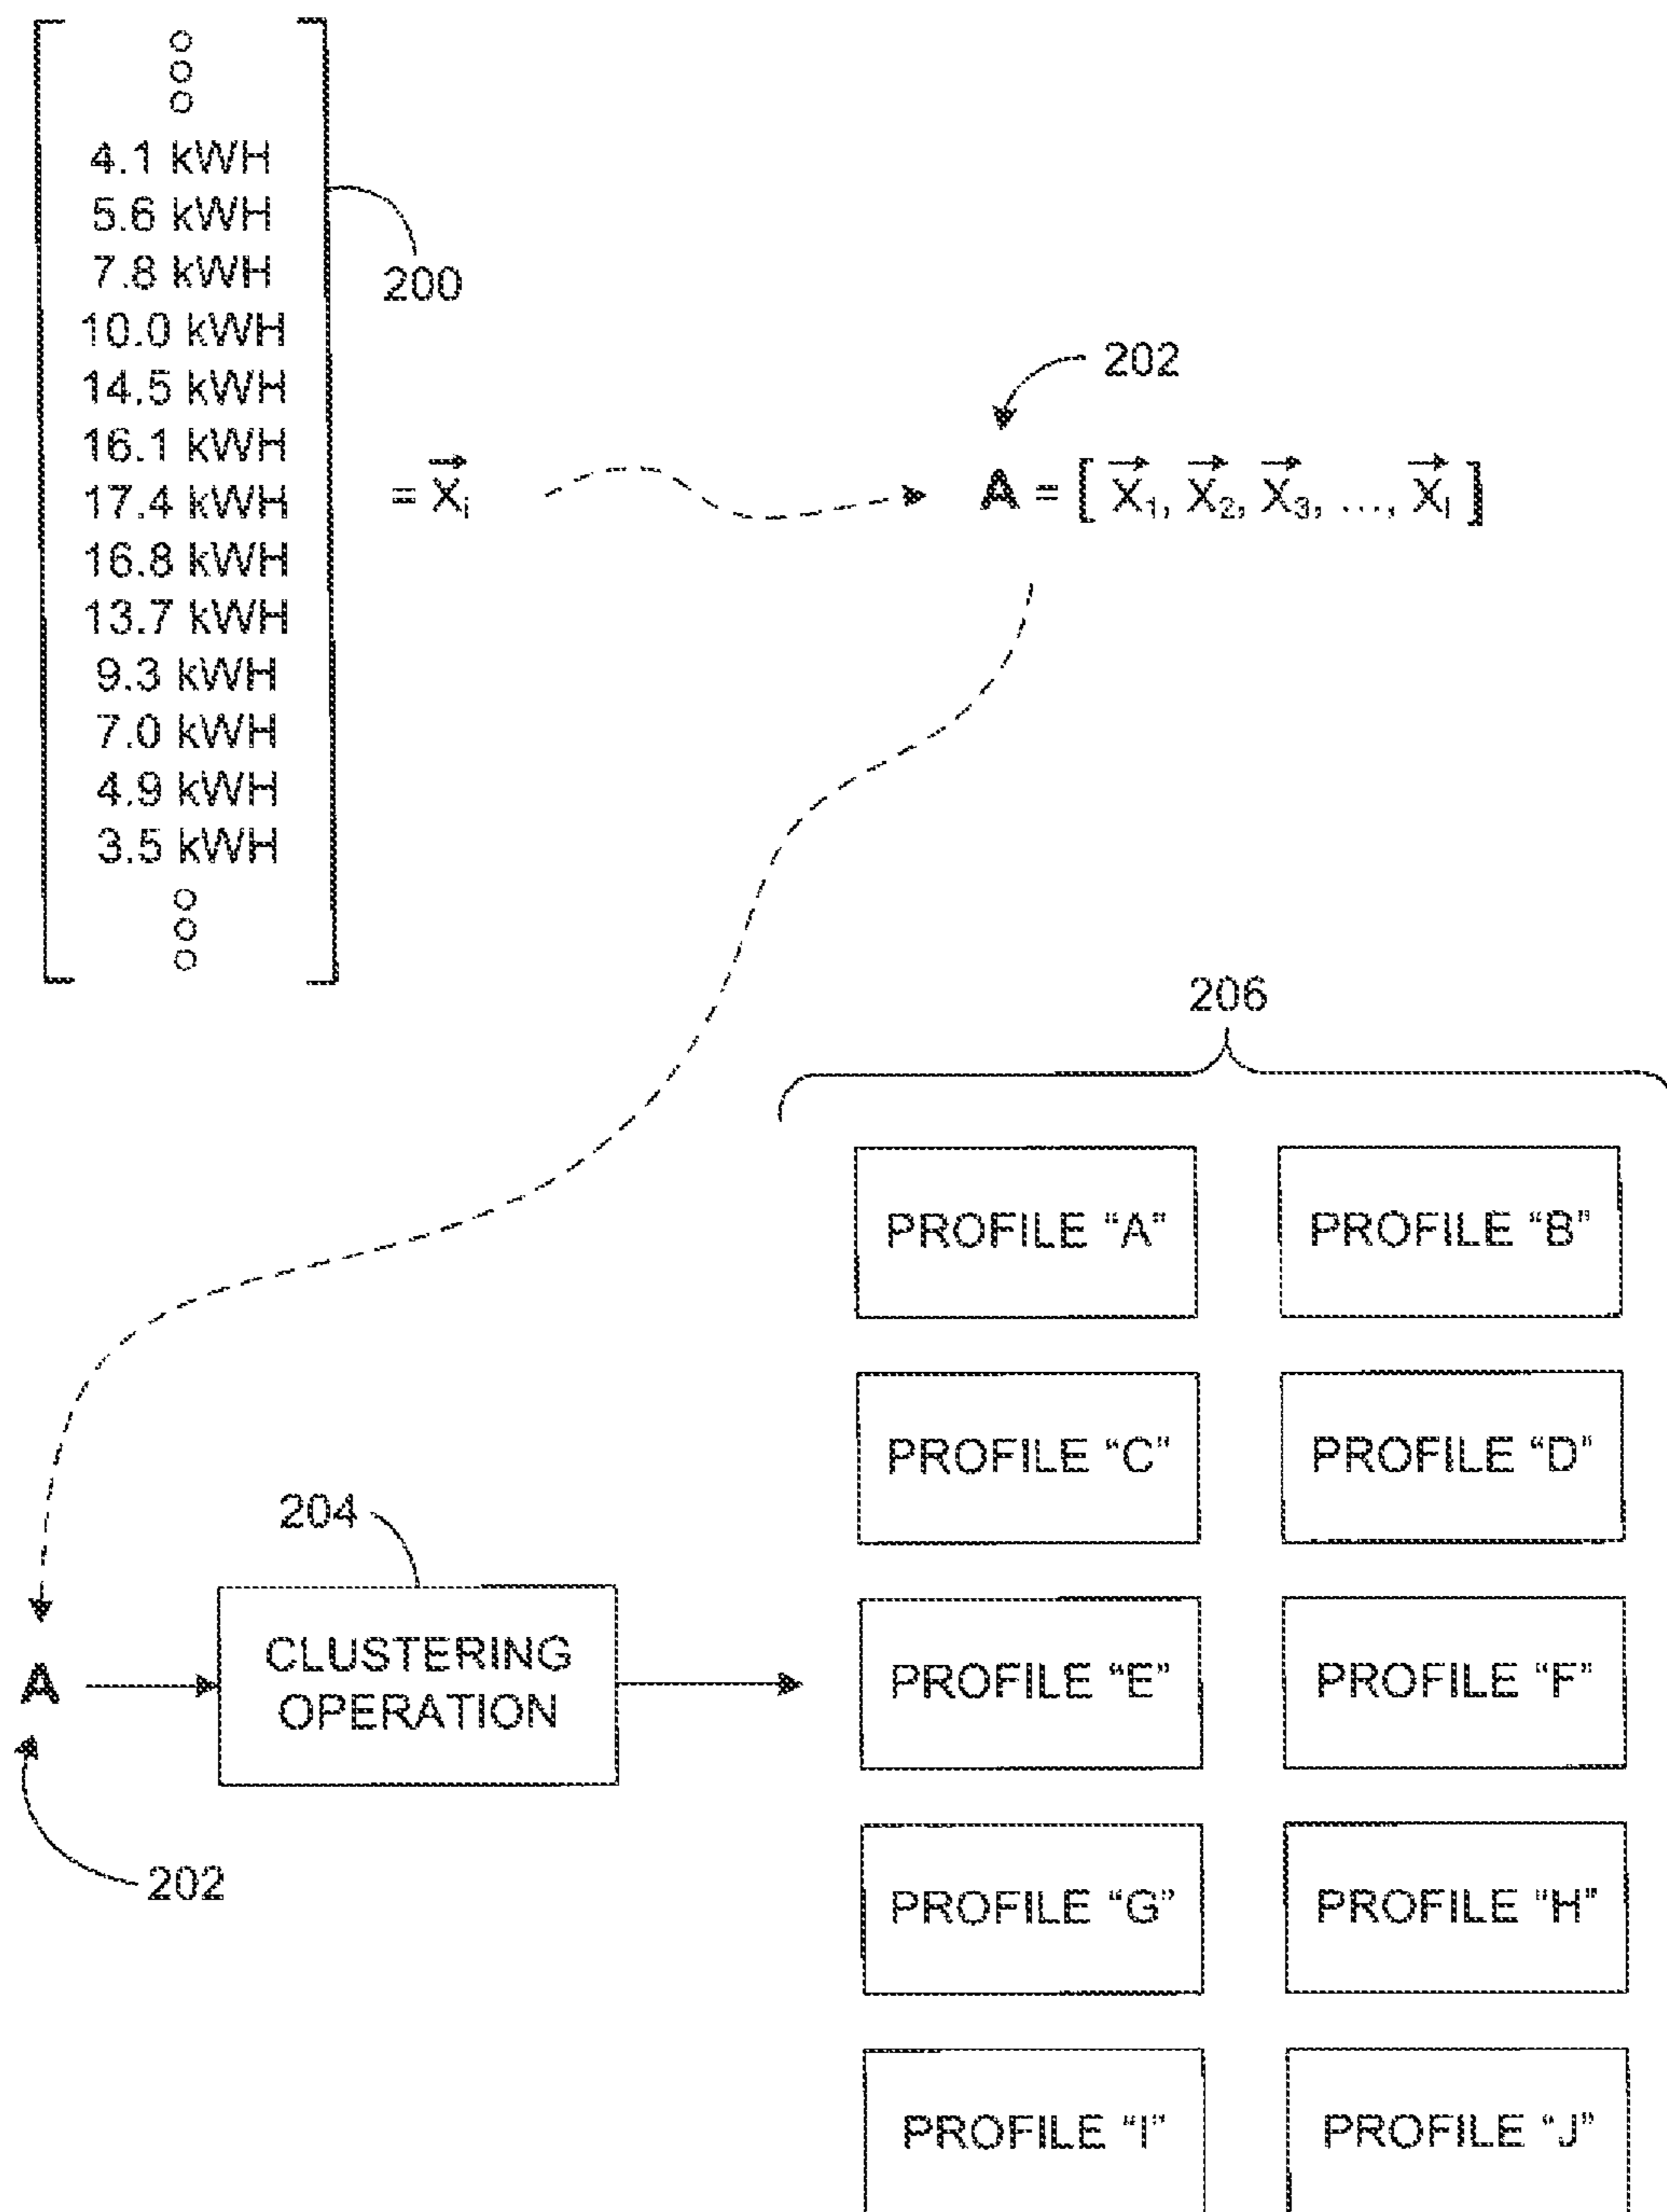 4.1 kWH
5.6 kWH
7.8 kWH
10.0 kWH
14.5 kWH
16.1 kWH
17.4 kWH
16.8 kWH
13.7 kWH
9.3 kWH
7.0 kWH
4.9 kWH
3.5 kWH
200
= X⃗ᵢ
202
A = [ X⃗₁, X⃗₂, X⃗₃, ..., X⃗ₗ ]
206
PROFILE “A” PROFILE “B”
PROFILE “C” PROFILE “D”
204
CLUSTERING
OPERATION
A
202
PROFILE “E” PROFILE “F”
PROFILE “G” PROFILE “H”
PROFILE “I” PROFILE “J”